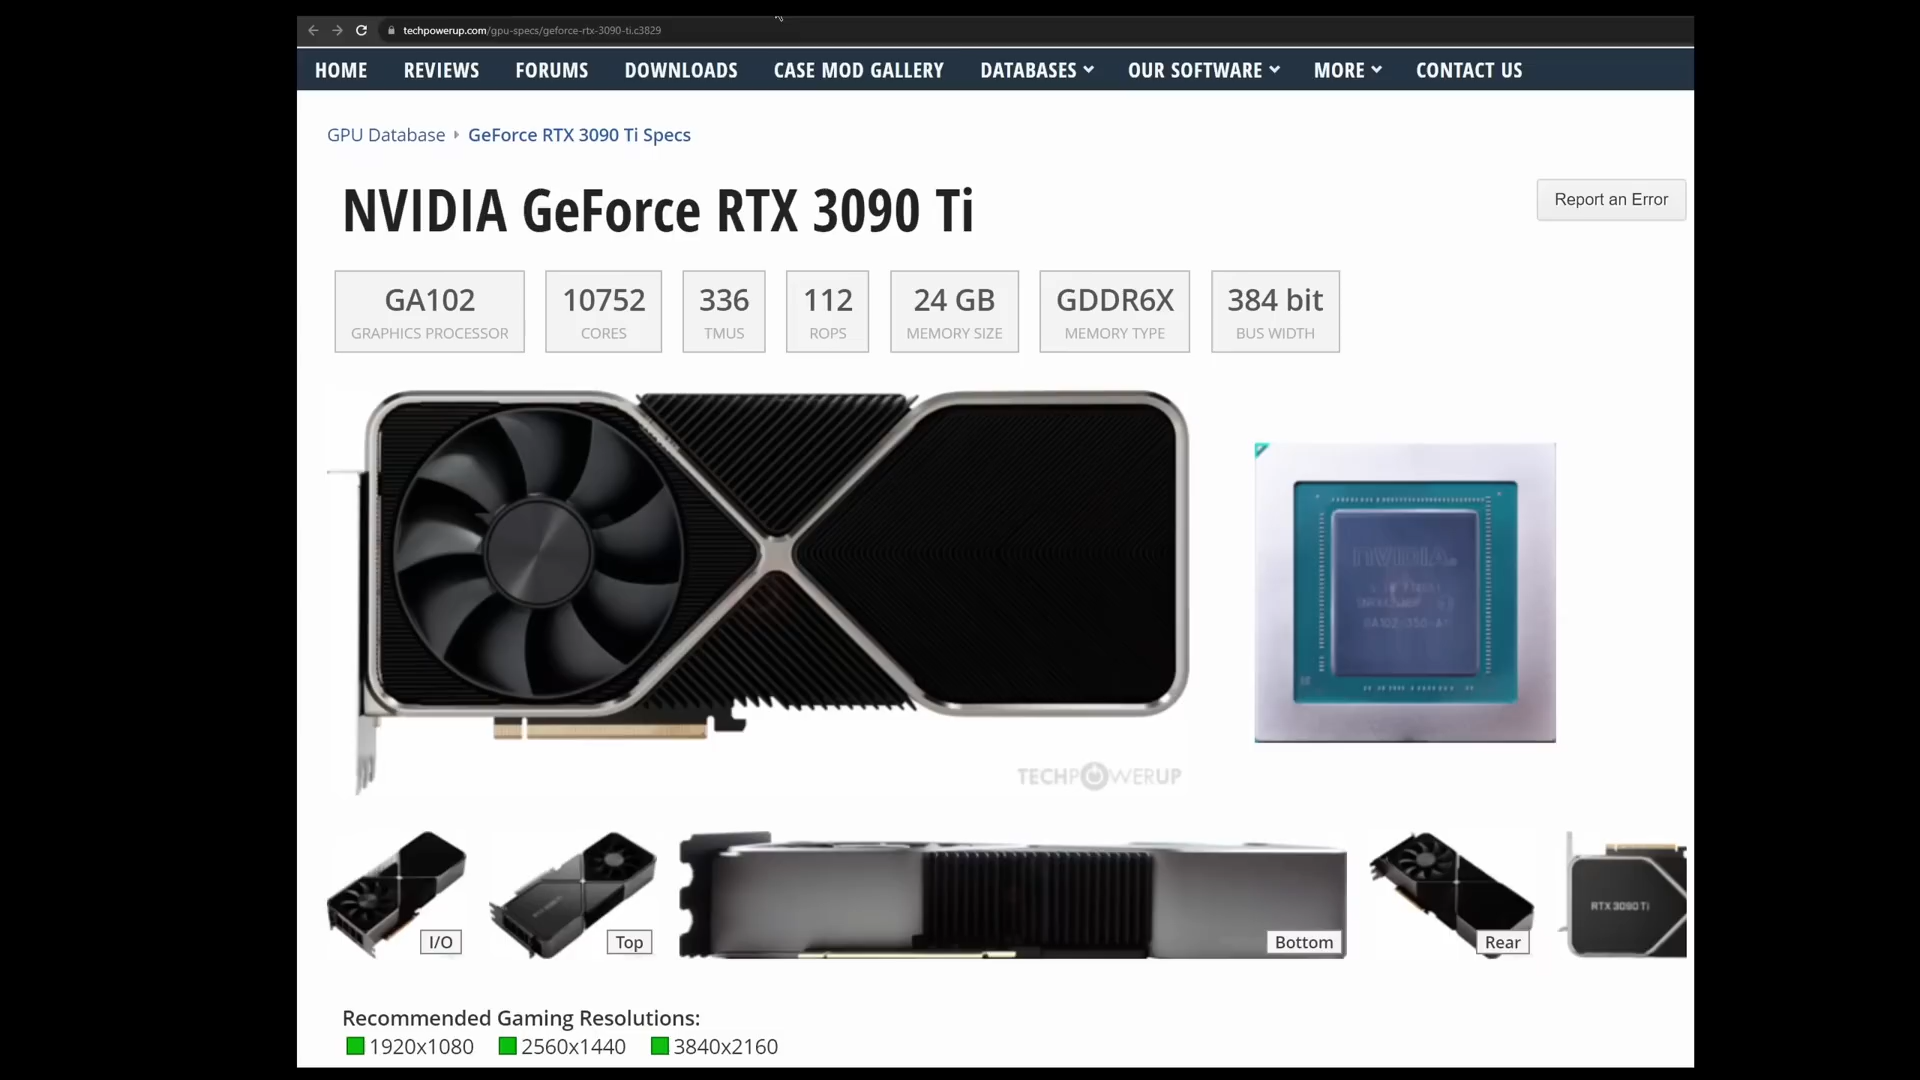 techpowerup.com/gpu-specs/geforce-rtx-3090-ti.c3829
HOME REVIEWS FORUMS DOWNLOADS CASE MOD GALLERY DATABASES OUR SOFTWARE MORE CONTACT US
GPU Database GeForce RTX 3090 Ti Specs
NVIDIA GeForce RTX 3090 Ti
Report an Error
GA102 10752 336 112 24 GB GDDR6X 384 bit
GRAPHICS PROCESSOR CORES TMUS ROPS MEMORY SIZE MEMORY TYPE BUS WIDTH
NVIDIA
GA102-350-A1
TECHPOWERUP
RTX 3090 Ti
I/O Top Bottom Rear
Recommended Gaming Resolutions:
1920x1080 2560x1440 3840x2160